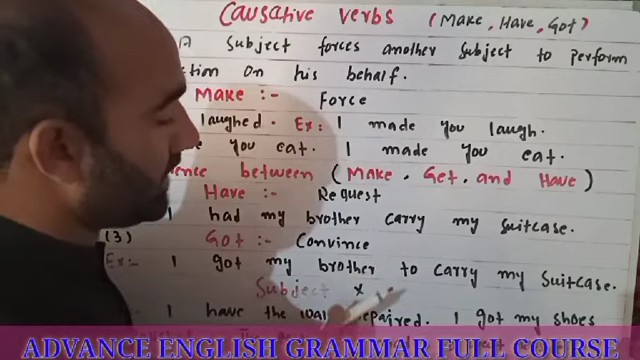 Causative verbs (Make, Have, Got)
A Subject forces another subject to perform
ction on his behalf.
Make :- Force
laughed. Ex: I made you laugh.
you eat. I made you eat.
between (Make, Get, and Have)
Have :- Request
I had my brother carry my suitcase.
(3) Got :- Convince
Ex:- I got my brother to carry my suitcase.
Subject x
I have the repaired. I got my shoes
ADVANCE ENGLISH GRAMMAR FULL COURSE